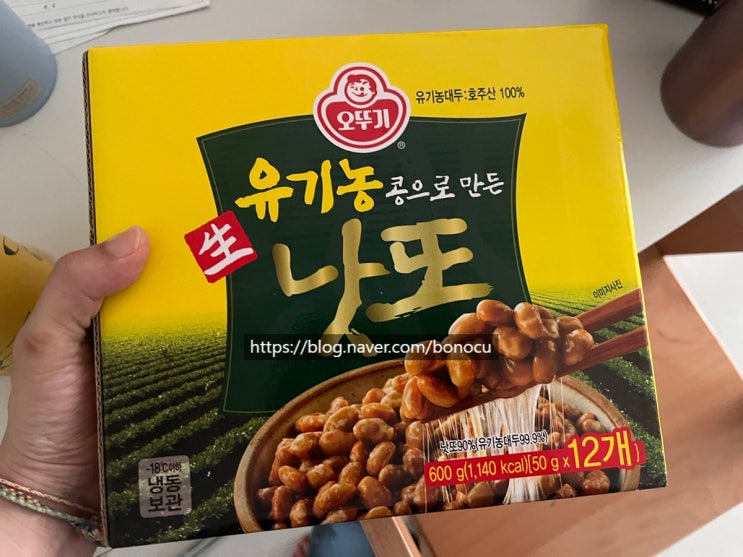 오뚜기
®
유기농대두:호주산 100%
유기농 콩으로 만든
生
낫또
이미지사진
https://blog.naver.com/bonocu
낫또90%(유기농대두99.9%)
600 g(1,140 kcal)[50 g x 12개]
-18℃이하
냉동
보관